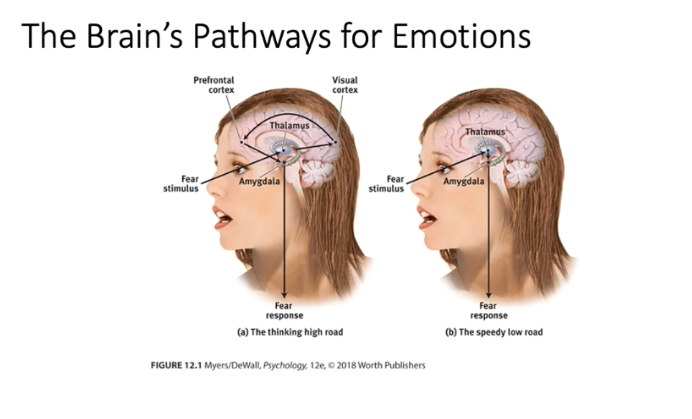 The Brain's Pathways for Emotions
Prefrontal
cortex
Visual
cortex
Thalamus
Fear
stimulus
Amygdala
Fear
response
(a) The thinking high road
Thalamus
Fear
stimulus
Amygdala
Fear
response
(b) The speedy low road
FIGURE 12.1 Myers/DeWall, Psychology, 12e, © 2018 Worth Publishers